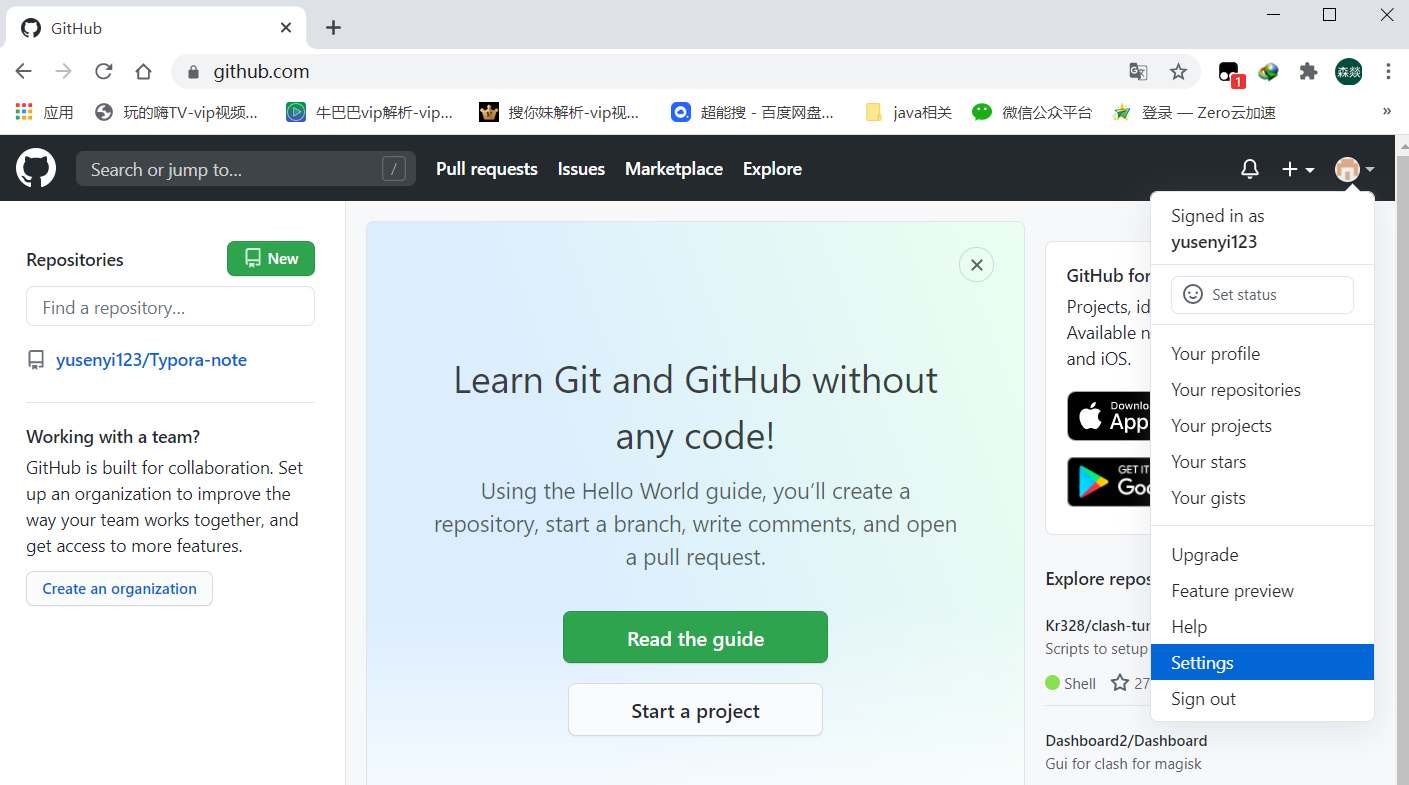 GitHub
github.com
1
森燚
应用
玩的嗨TV-vip视频...
牛巴巴vip解析-vip...
搜你妹解析-vip视...
超能搜 - 百度网盘...
java相关
微信公众平台
登录 — Zero云加速
»
Search or jump to...
/
Pull requests
Issues
Marketplace
Explore
Repositories
New
Find a repository...
yusenyi123/Typora-note
Working with a team?
GitHub is built for collaboration. Set
up an organization to improve the
way your team works together, and
get access to more features.
Create an organization
Learn Git and GitHub without
any code!
Using the Hello World guide, you’ll create a
repository, start a branch, write comments, and open
a pull request.
Read the guide
Start a project
GitHub for
Projects, id
Available n
and iOS.
Downlo
App
GET IT
Goo
Explore repos
Kr328/clash-tun
Scripts to setup
Shell
27
Dashboard2/Dashboard
Gui for clash for magisk
Signed in as
yusenyi123
Set status
Your profile
Your repositories
Your projects
Your stars
Your gists
Upgrade
Feature preview
Help
Settings
Sign out